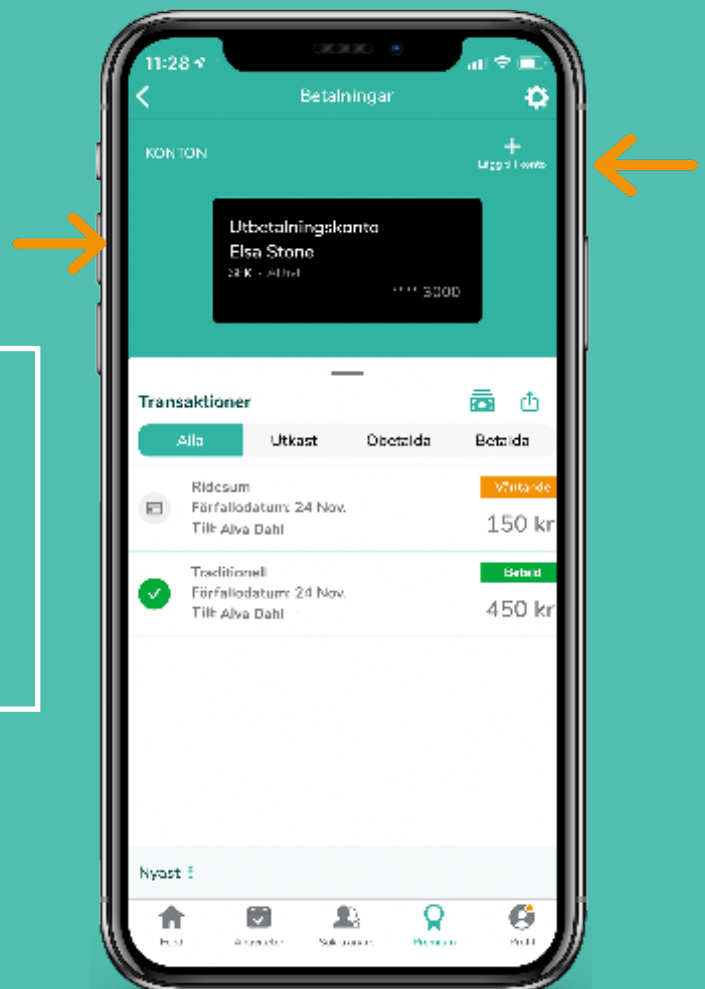 11:28
Betalningar
KONTON
Lägg till konto
Utbetalningskonto
Elsa Stone
SEK -
**** 3000
Transaktioner
Alla Utkast Obetalda Betalda
Ridesum
Väntande
Förfallodatum: 24 Nov.
150 kr
Till: Alva Dahl
Traditionell
Betald
Förfallodatum: 24 Nov.
450 kr
Till: Alva Dahl
Nyast
Premium Profil